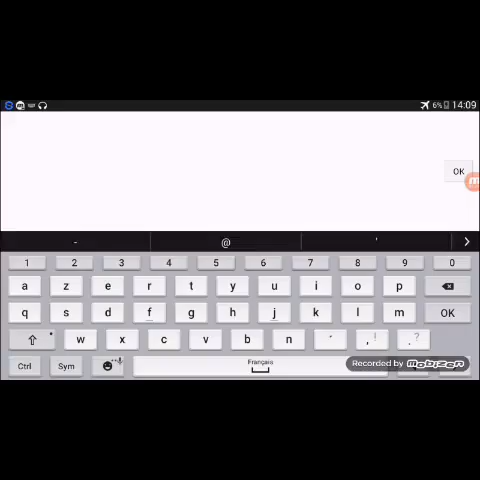 6% 14:09
OK
- @ '
1 2 3 4 5 6 7 8 9 0
a z e r t y u i o p
q s d f g h j k l m OK
w x c v b n ' , ! . ?
Ctrl Sym Français Recorded by Mobizen